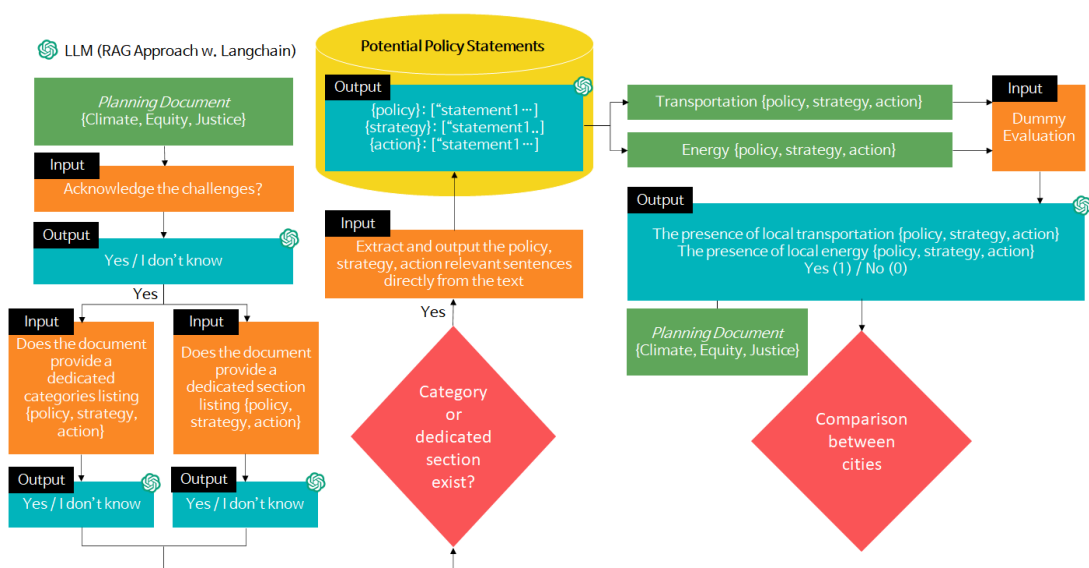 LLM (RAG Approach w. Langchain)
Planning Document
{Climate, Equity, Justice}
Input
Acknowledge the challenges?
Output
Yes / I don't know
Yes
Input
Does the document
provide a
dedicated
categories listing
{policy, strategy,
action}
Input
Does the document
provide a
dedicated section
listing {policy,
strategy, action}
Output
Yes / I don't know
Output
Yes / I don't know
Potential Policy Statements
Output
{policy}: ["statement1…]
{strategy}: ["statement1..]
{action}: ["statement1…]
Input
Extract and output the policy,
strategy, action relevant sentences
directly from the text
Yes
Category
or
dedicated
section
exist?
Transportation {policy, strategy, action}
Energy {policy, strategy, action}
Input
Dummy
Evaluation
Output
The presence of local transportation {policy, strategy, action}
The presence of local energy {policy, strategy, action}
Yes (1) / No (0)
Planning Document
{Climate, Equity, Justice}
Comparison
between
cities